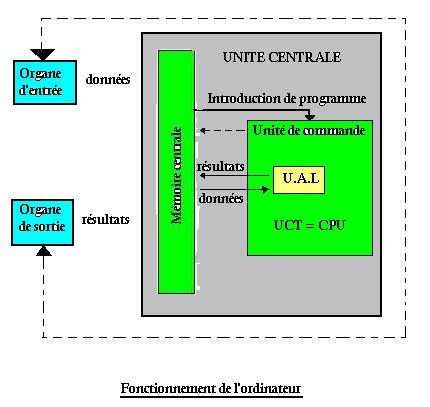 UNITE CENTRALE
Organe
d'entrée
données
Introduction de programme
Unité de commande
Mémoire centrale
résultats
U.A.L
données
Organe
de sortie
résultats
UCT = CPU
Fonctionnement de l'ordinateur